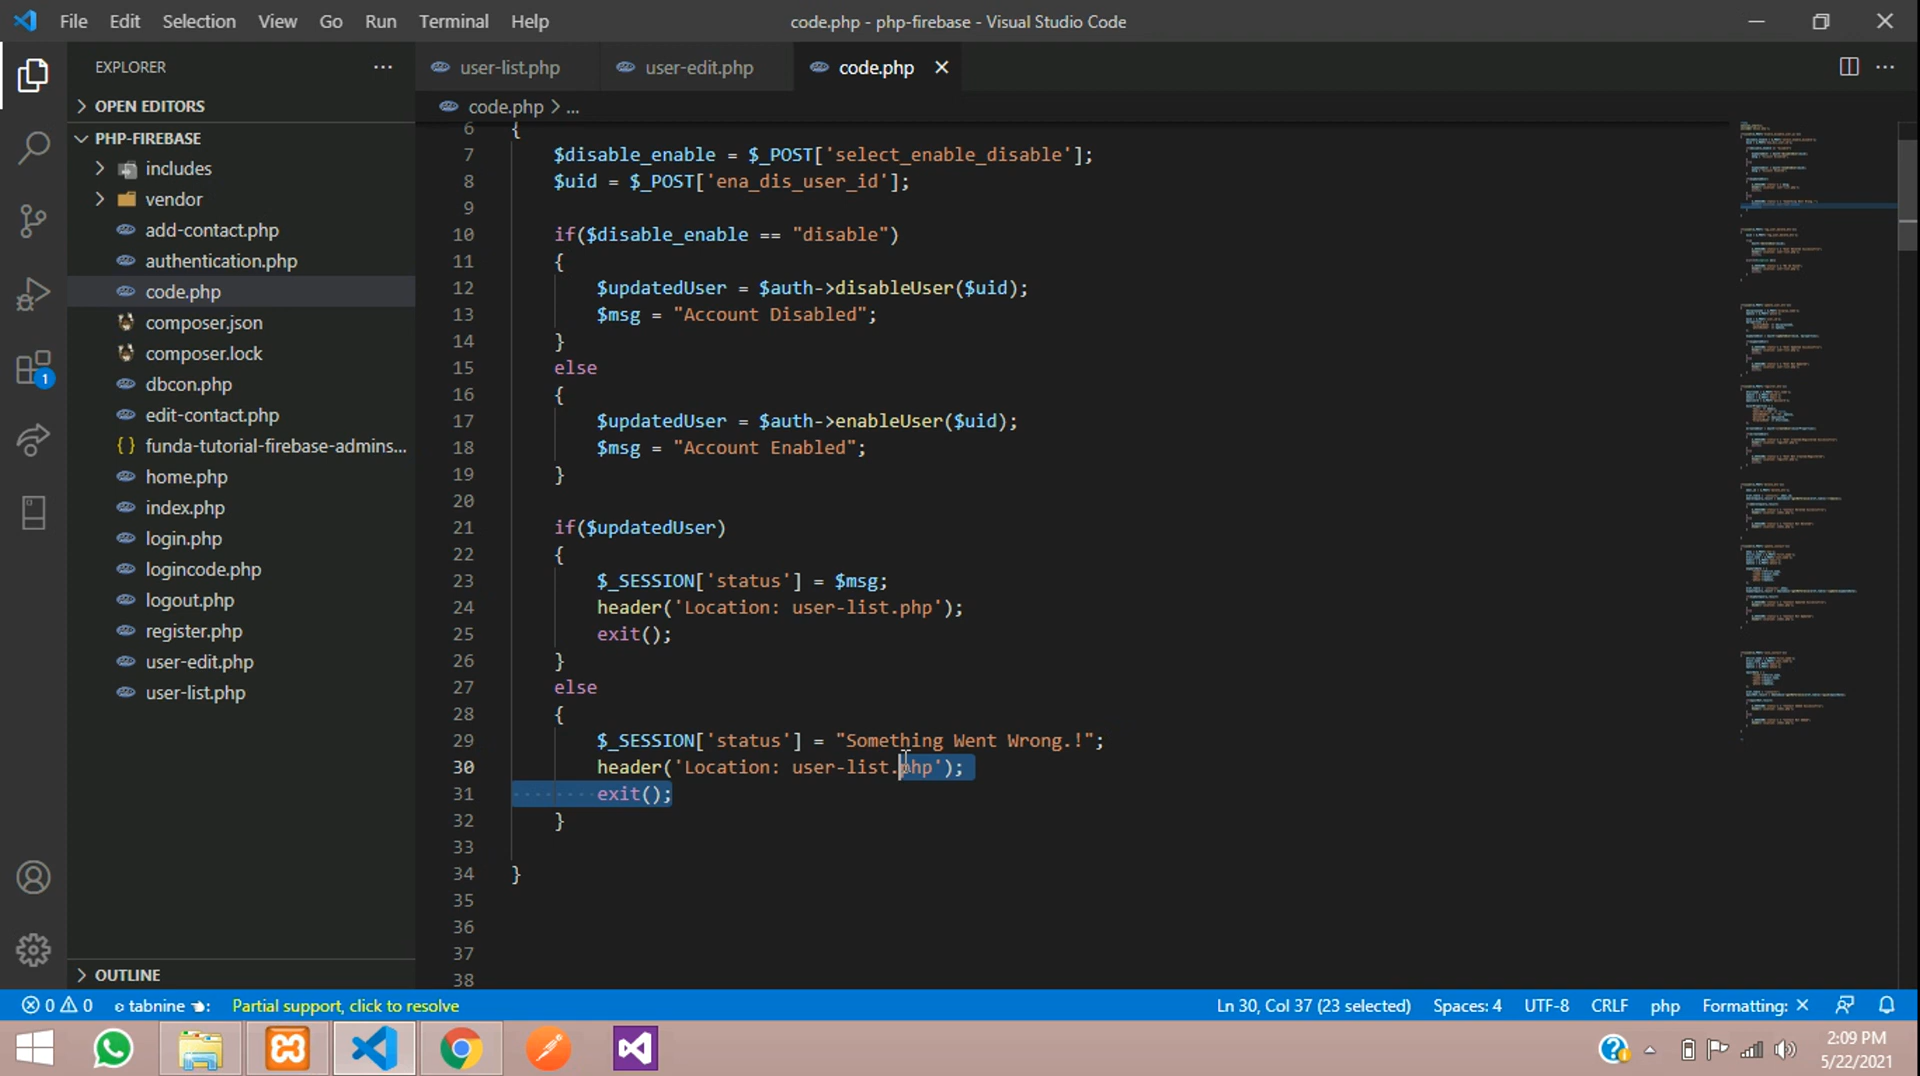 File Edit Selection View Go Run Terminal Help code.php - php-firebase - Visual Studio Code
EXPLORER
user-list.php user-edit.php code.php
OPEN EDITORS
code.php > ...
PHP-FIREBASE
includes
vendor
add-contact.php
authentication.php
code.php
composer.json
composer.lock
dbcon.php
edit-contact.php
{} funda-tutorial-firebase-admins...
home.php
index.php
login.php
logincode.php
logout.php
register.php
user-edit.php
user-list.php
OUTLINE
6 {
7 $disable_enable = $_POST['select_enable_disable'];
8 $uid = $_POST['ena_dis_user_id'];
9
10 if($disable_enable == "disable")
11 {
12 $updatedUser = $auth->disableUser($uid);
13 $msg = "Account Disabled";
14 }
15 else
16 {
17 $updatedUser = $auth->enableUser($uid);
18 $msg = "Account Enabled";
19 }
20
21 if($updatedUser)
22 {
23 $_SESSION['status'] = $msg;
24 header('Location: user-list.php');
25 exit();
26 }
27 else
28 {
29 $_SESSION['status'] = "Something Went Wrong.!";
30 header('Location: user-list.php');
31 exit();
32 }
33
34 }
35
36
37
38
1
0 0 tabnine Partial support, click to resolve Ln 30, Col 37 (23 selected) Spaces: 4 UTF-8 CRLF php Formatting: ×
2:09 PM
5/22/2021